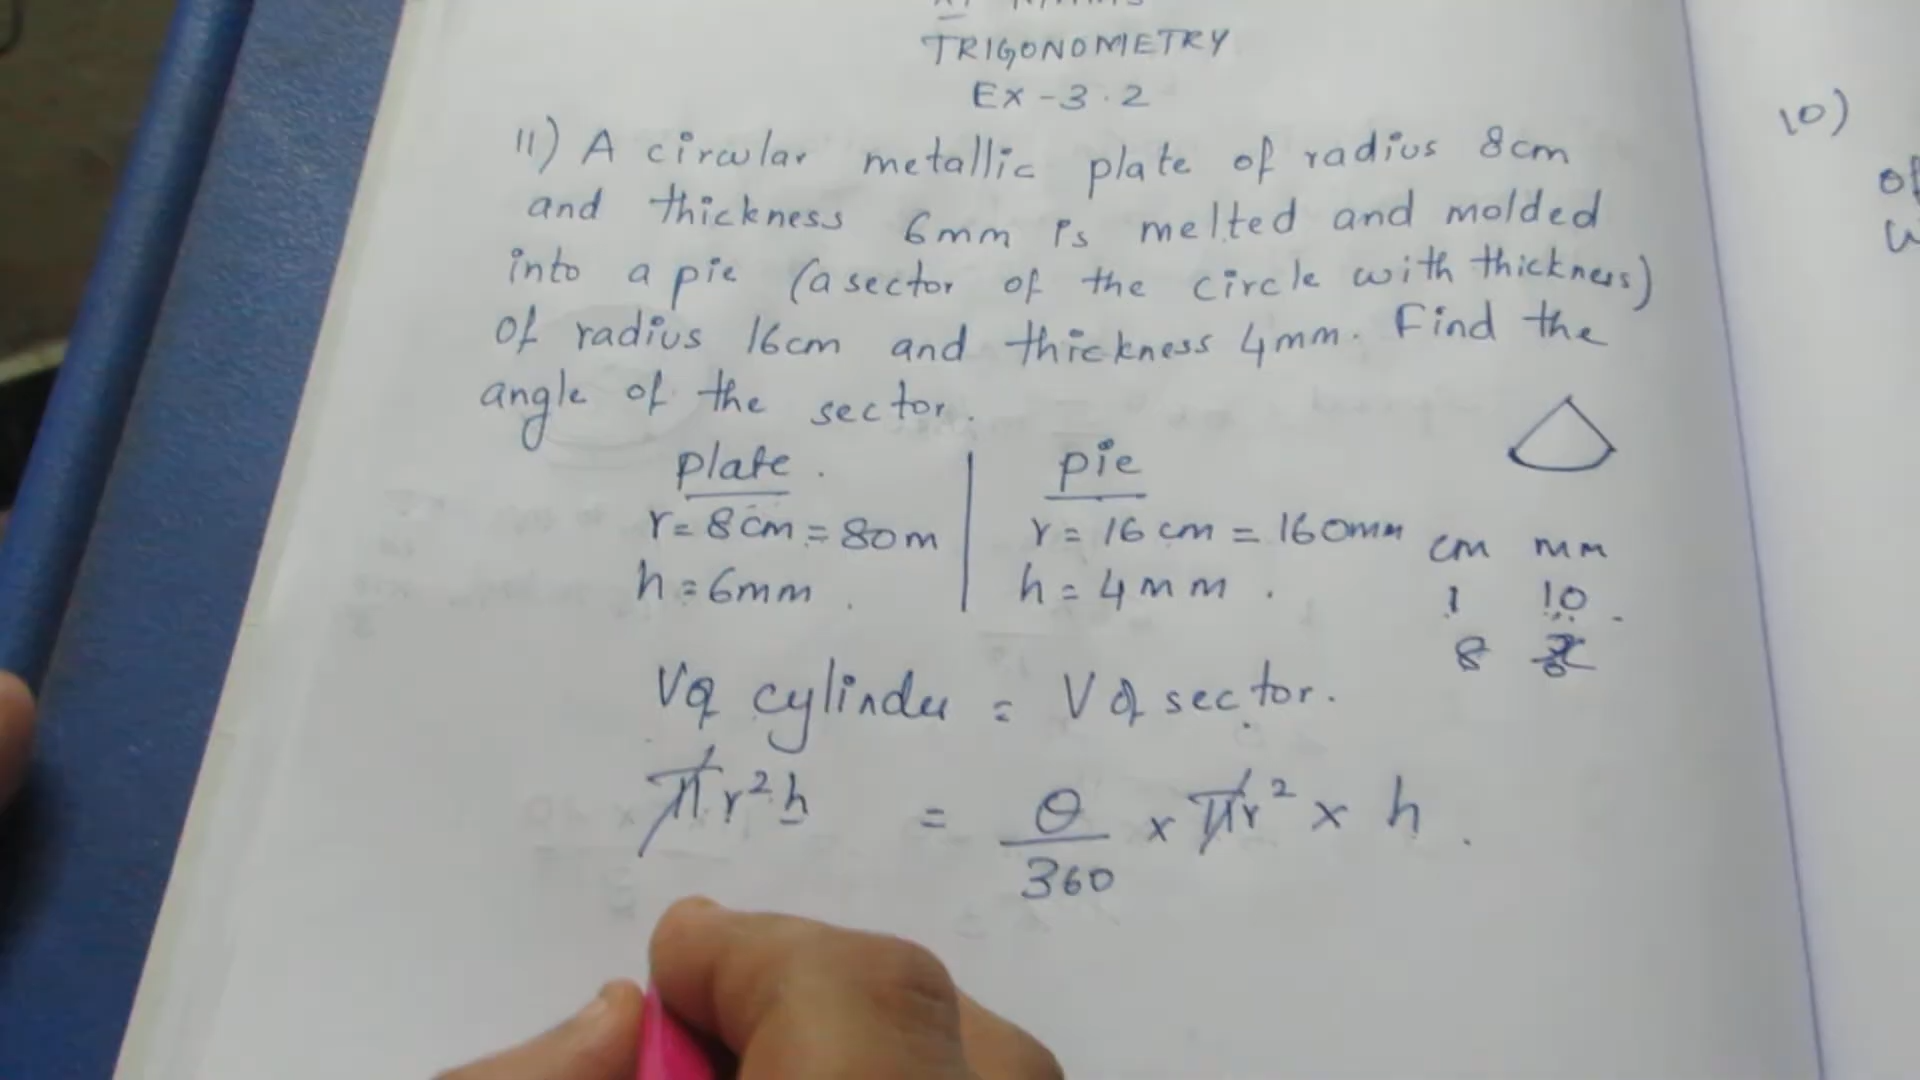 TRIGONOMETRY
EX - 3.2
11) A circular metallic plate of radius 8cm
and thickness 6mm is melted and molded
into a pie (a sector of the circle with thickness)
of radius 16cm and thickness 4mm. Find the
angle of the sector.
plate. pie
r = 8cm = 80m r = 16 cm = 160mm cm mm
h = 6mm. h = 4mm. 1 10.
8
V of cylinder = V of sector.
πr²h = θ/360 × πr² × h.
10)
of